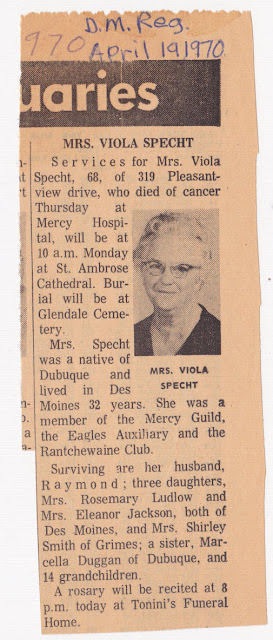 D.M. Reg.
1970
April 19 1970
uaries
MRS. VIOLA SPECHT
Services for Mrs. Viola
Specht, 68, of 319 Pleasant-
view drive, who died of cancer
Thursday at
Mercy Hospi-
tal, will be at
10 a.m. Monday
at St. Ambrose
Cathedral. Bur-
ial will be at
Glendale Ceme-
tery.
Mrs. Specht
was a native of
Dubuque and
lived in Des
Moines 32 years. She was a
member of the Mercy Guild,
the Eagles Auxiliary and the
Rantchewaine Club.
MRS. VIOLA
SPECHT
Surviving are her husband,
Raymond; three daughters,
Mrs. Rosemary Ludlow and
Mrs. Eleanor Jackson, both of
Des Moines, and Mrs. Shirley
Smith of Grimes; a sister, Mar-
cella Duggan of Dubuque, and
14 grandchildren.
A rosary will be recited at 8
p.m. today at Tonini's Funeral
Home.